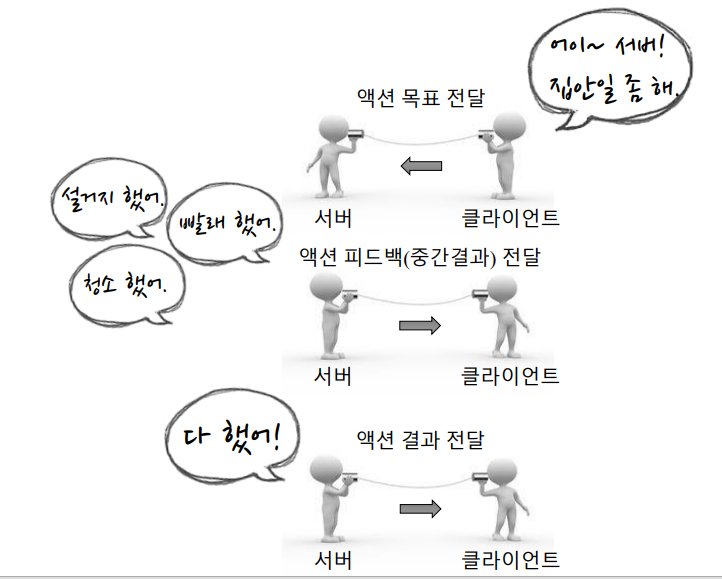 어이~ 서버!
집안일 좀 해.
액션 목표 전달
서버 클라이언트
설거지 했어.
빨래 했어.
청소 했어.
액션 피드백(중간결과) 전달
서버 클라이언트
다 했어!
액션 결과 전달
서버 클라이언트